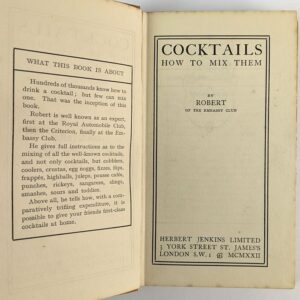 WHAT THIS BOOK IS ABOUT
Hundreds of thousands know how to
drink a cocktail; but few can mix
one. That was the inception of this
book.
Robert is well known as an expert,
first at the Royal Automobile Club,
then the Criterion, finally at the Em-
bassy Club.
He gives full instructions as to the
mixing of all the well-known cocktails,
and not only cocktails, but cobblers,
coolers, crustas, egg noggs, fizzes, flips,
frappés, highballs, juleps, pousse cafés,
punches, rickeys, sangarees, slings,
smashes, sours and toddies.
Above all, he tells how, with a com-
paratively trifling expenditure, it is
possible to give your friends first-class
cocktails at home.
COCKTAILS
HOW TO MIX THEM
BY
ROBERT
OF THE EMBASSY CLUB
HERBERT JENKINS LIMITED
3 YORK STREET ST. JAMES'S
LONDON S.W.1 MCMXXII